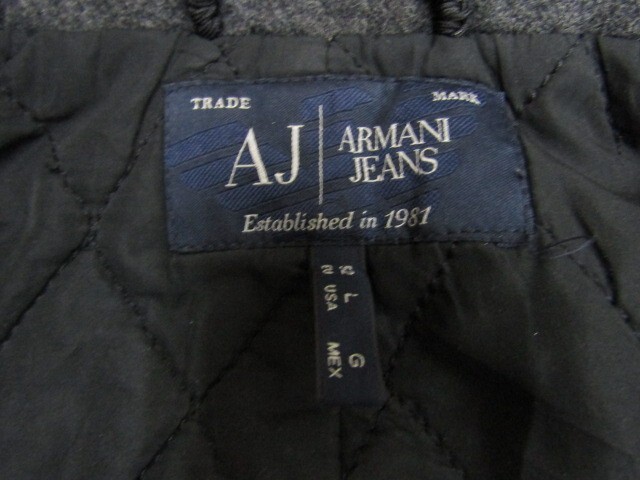 TRADE MARK
AJ ARMANI
JEANS
Established in 1981
L G
USA MEX